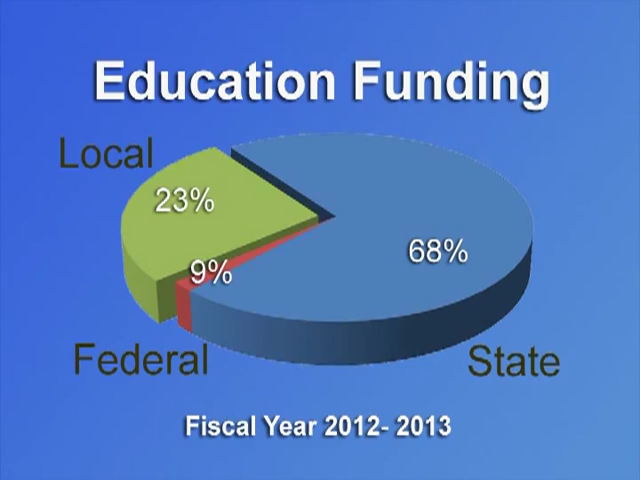 Education Funding
Local
23%
68%
9%
Federal
State
Fiscal Year 2012- 2013